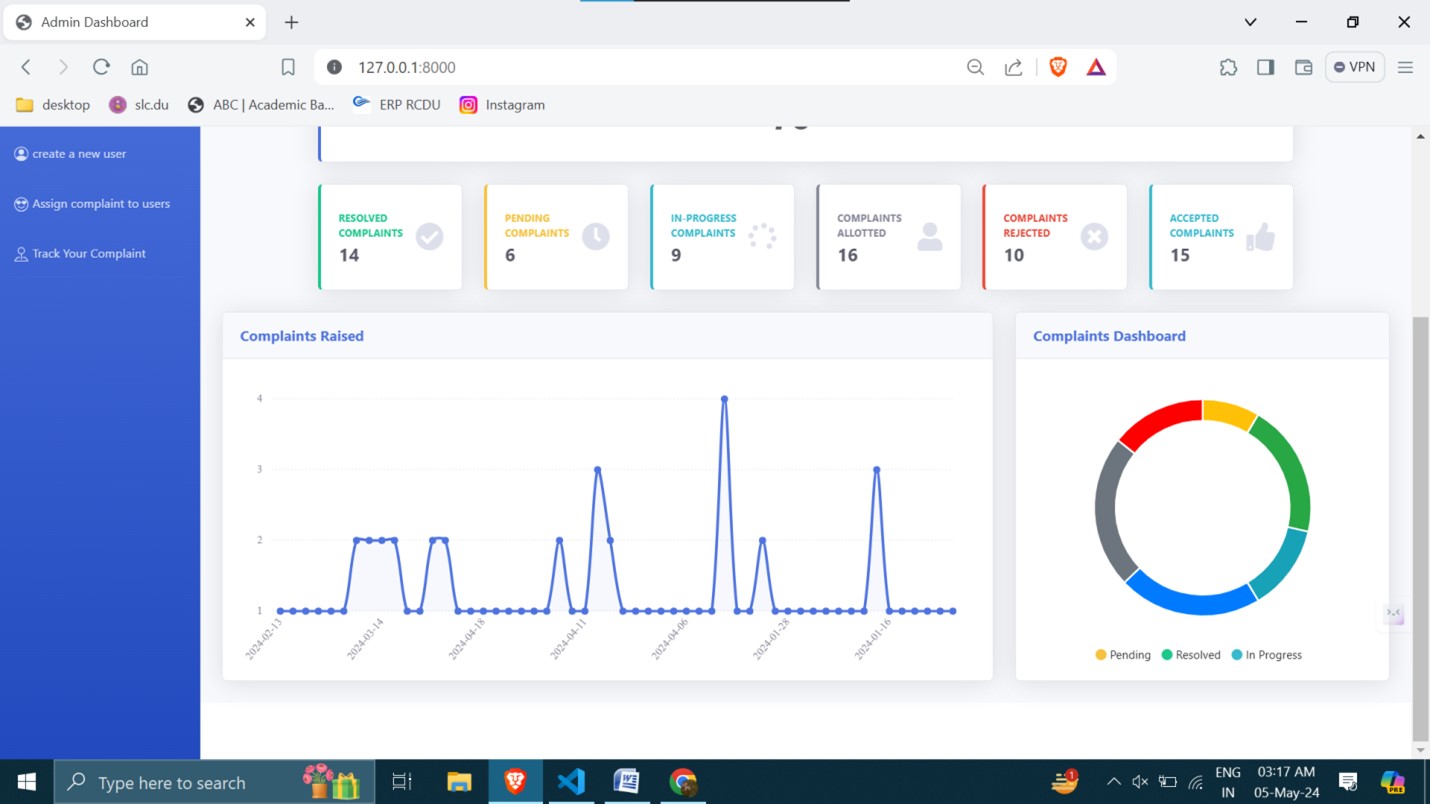 Admin Dashboard
127.0.0.1:8000
VPN
desktop
slc.du
ABC | Academic Ba...
ERP RCDU
Instagram
create a new user
Assign complaint to users
Track Your Complaint
RESOLVED
COMPLAINTS
14
PENDING
COMPLAINTS
6
IN-PROGRESS
COMPLAINTS
9
COMPLAINTS
ALLOTTED
16
COMPLAINTS
REJECTED
10
ACCEPTED
COMPLAINTS
15
Complaints Raised
4
3
2
1
2024-02-13
2024-03-14
2024-04-18
2024-04-11
2024-04-06
2024-01-28
2024-01-16
Complaints Dashboard
Pending
Resolved
In Progress
Type here to search
1
ENG
IN
03:17 AM
05-May-24
PRE